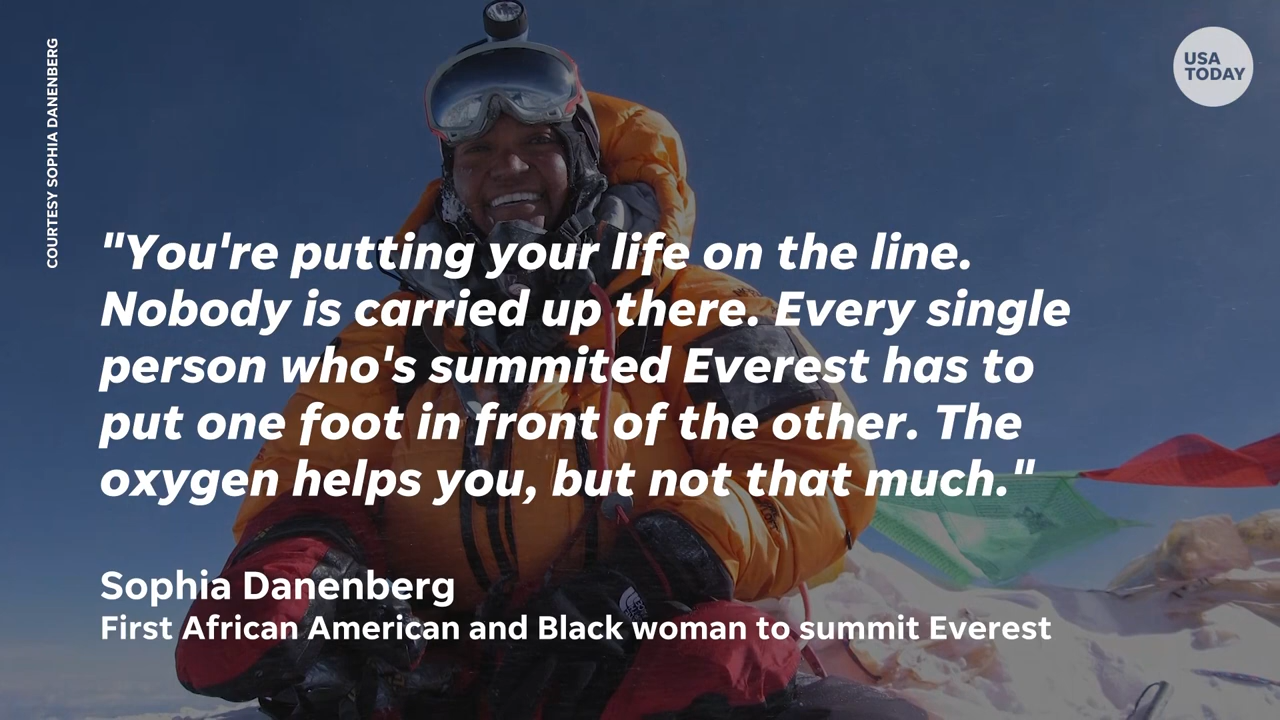 COURTESY SOPHIA DANENBERG
USA
TODAY
"You're putting your life on the line.
Nobody is carried up there. Every single
person who's summited Everest has to
put one foot in front of the other. The
oxygen helps you, but not that much."
Sophia Danenberg
First African American and Black woman to summit Everest